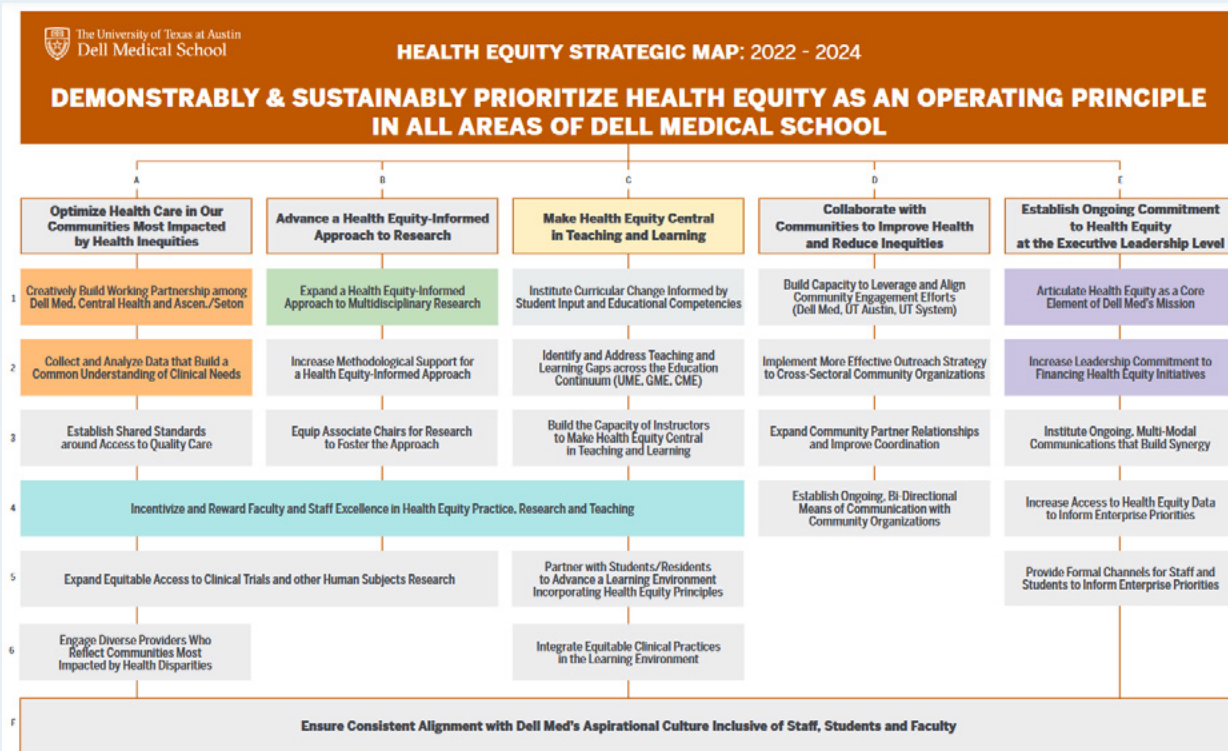 The University of Texas at Austin
Dell Medical School
HEALTH EQUITY STRATEGIC MAP: 2022 - 2024
DEMONSTRABLY & SUSTAINABLY PRIORITIZE HEALTH EQUITY AS AN OPERATING PRINCIPLE
IN ALL AREAS OF DELL MEDICAL SCHOOL
A
B
C
D
E
Optimize Health Care in Our
Communities Most Impacted
by Health Inequities
Advance a Health Equity-Informed
Approach to Research
Make Health Equity Central
in Teaching and Learning
Collaborate with
Communities to Improve Health
and Reduce Inequities
Establish Ongoing Commitment
to Health Equity
at the Executive Leadership Level
1
Creatively Build Working Partnership among
Dell Med, Central Health and Ascen./Seton
Expand a Health Equity-Informed
Approach to Multidisciplinary Research
Institute Curricular Change Informed by
Student Input and Educational Competencies
Build Capacity to Leverage and Align
Community Engagement Efforts
(Dell Med, UT Austin, UT System)
Articulate Health Equity as a Core
Element of Dell Med's Mission
2
Collect and Analyze Data that Build a
Common Understanding of Clinical Needs
Increase Methodological Support for
a Health Equity-Informed Approach
Identify and Address Teaching and
Learning Gaps across the Education
Continuum (UME, GME, CME)
Implement More Effective Outreach Strategy
to Cross-Sectoral Community Organizations
Increase Leadership Commitment to
Financing Health Equity Initiatives
3
Establish Shared Standards
around Access to Quality Care
Equip Associate Chairs for Research
to Foster the Approach
Build the Capacity of Instructors
to Make Health Equity Central
in Teaching and Learning
Expand Community Partner Relationships
and Improve Coordination
Institute Ongoing, Multi-Modal
Communications that Build Synergy
4
Incentivize and Reward Faculty and Staff Excellence in Health Equity Practice, Research and Teaching
Establish Ongoing, Bi-Directional
Means of Communication with
Community Organizations
Increase Access to Health Equity Data
to Inform Enterprise Priorities
5
Expand Equitable Access to Clinical Trials and other Human Subjects Research
Partner with Students/Residents
to Advance a Learning Environment
Incorporating Health Equity Principles
Provide Formal Channels for Staff and
Students to Inform Enterprise Priorities
6
Engage Diverse Providers Who
Reflect Communities Most
Impacted by Health Disparities
Integrate Equitable Clinical Practices
in the Learning Environment
F
Ensure Consistent Alignment with Dell Med's Aspirational Culture Inclusive of Staff, Students and Faculty